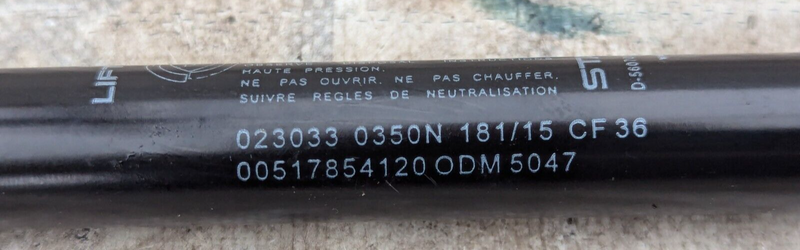 HAUTE PRESSION.
NE PAS OUVRIR. NE PAS CHAUFFER,
SUIVRE REGLES DE NEUTRALISATION
023033 0350N 181/15 CF 36
00517854120 ODM 5047